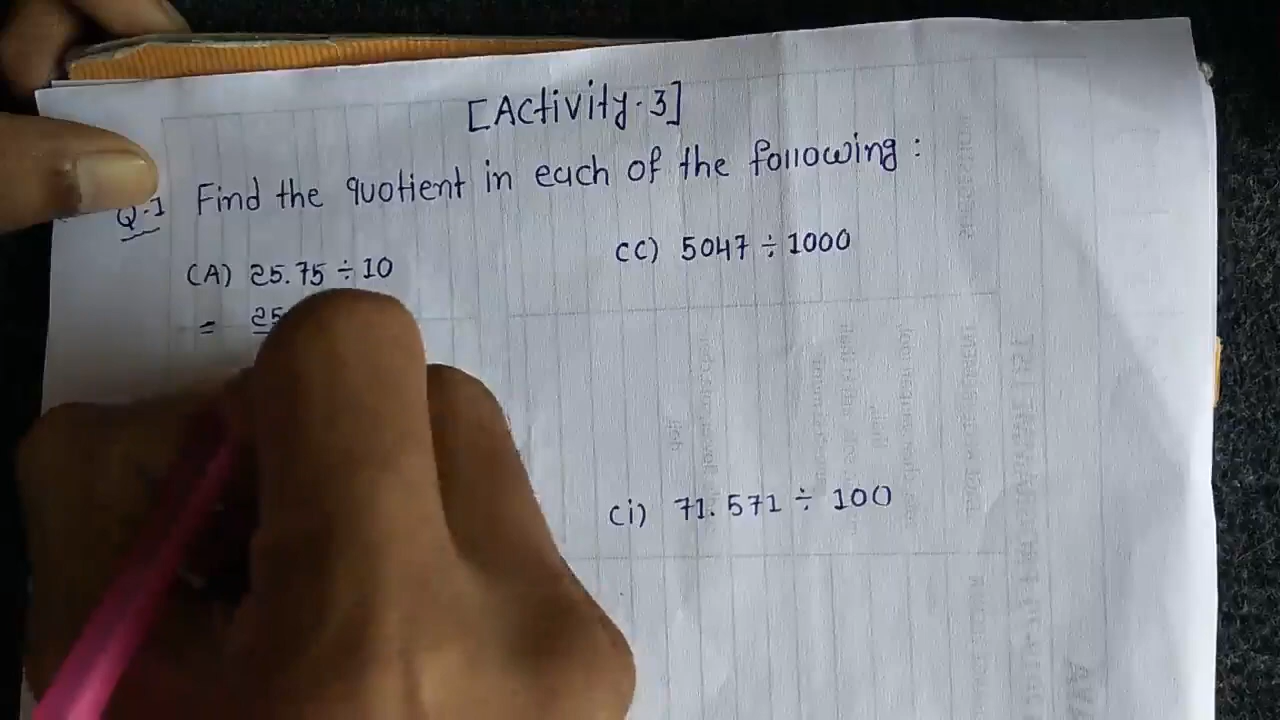 [Activity-3]
Q.1 Find the quotient in each of the following:
(A) 25.75 ÷ 10
(C) 5047 ÷ 1000
= 25
(i) 71.571 ÷ 100